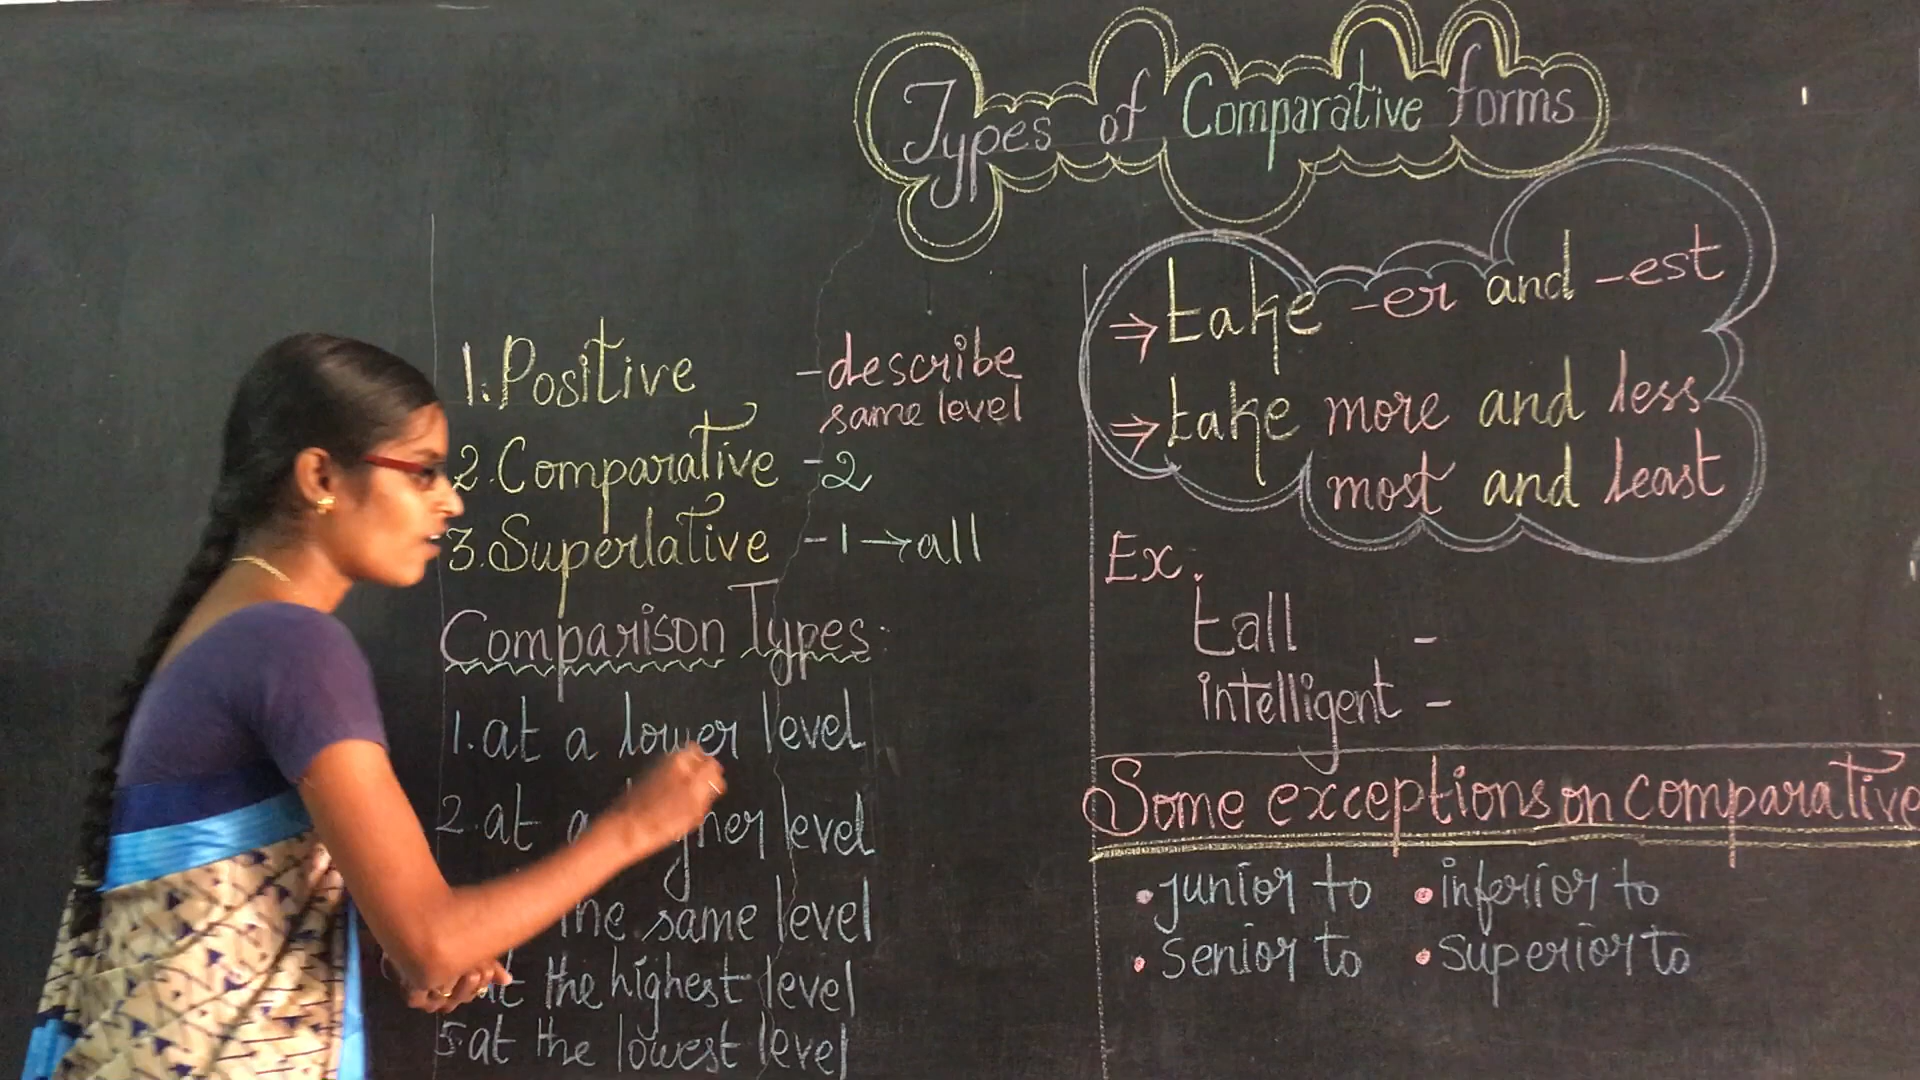 Types of Comparative forms
1. Positive - describe
same level
2. Comparative - 2
3. Superlative - 1 → all
Comparison Types:
1. at a lower level
2. at a level
same level
at the highest level
5. at the lowest level
⇒ take -er and -est
⇒ take more and less
most and least
Ex:
tall -
intelligent -
Some exceptions on comparative
• junior to • inferior to
• senior to • superior to